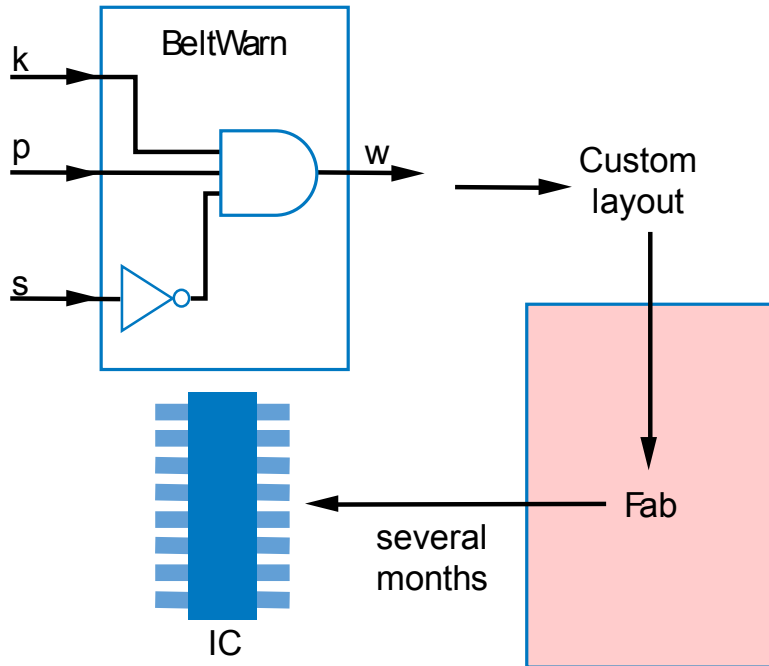 BeltWarn
k
p
w
s
Custom
layout
Fab
several
months
IC